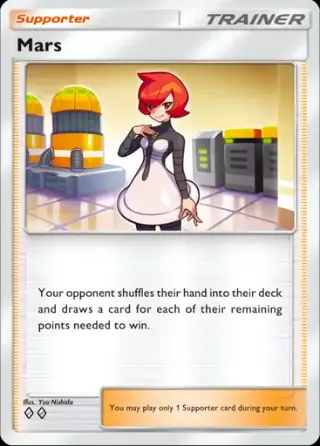 Supporter
TRAINER
Mars
Your opponent shuffles their hand into their deck
and draws a card for each of their remaining
points needed to win.
Illus. Yuu Nishida
You may play only 1 Supporter card during your turn.